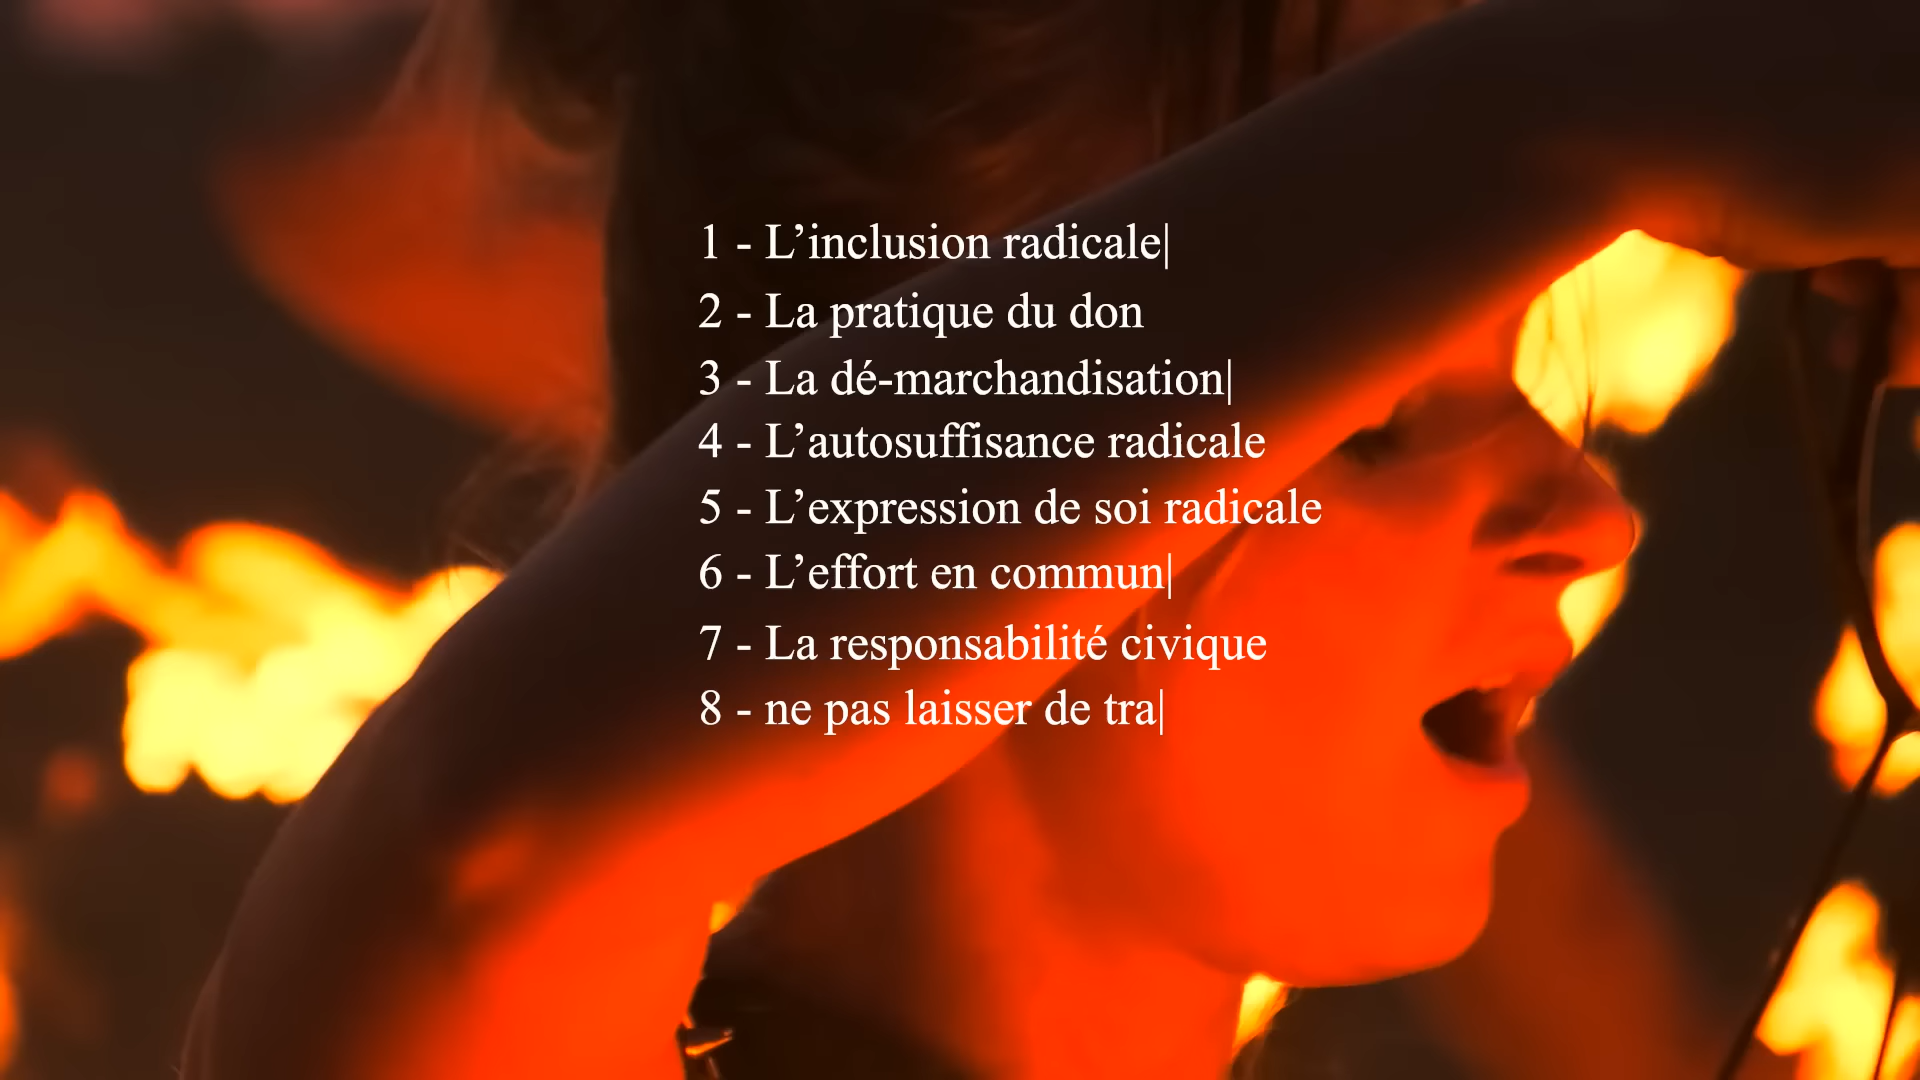 1 - L’inclusion radicale|
2 - La pratique du don
3 - La dé-marchandisation|
4 - L’autosuffisance radicale
5 - L’expression de soi radicale
6 - L’effort en commun|
7 - La responsabilité civique
8 - ne pas laisser de tra|